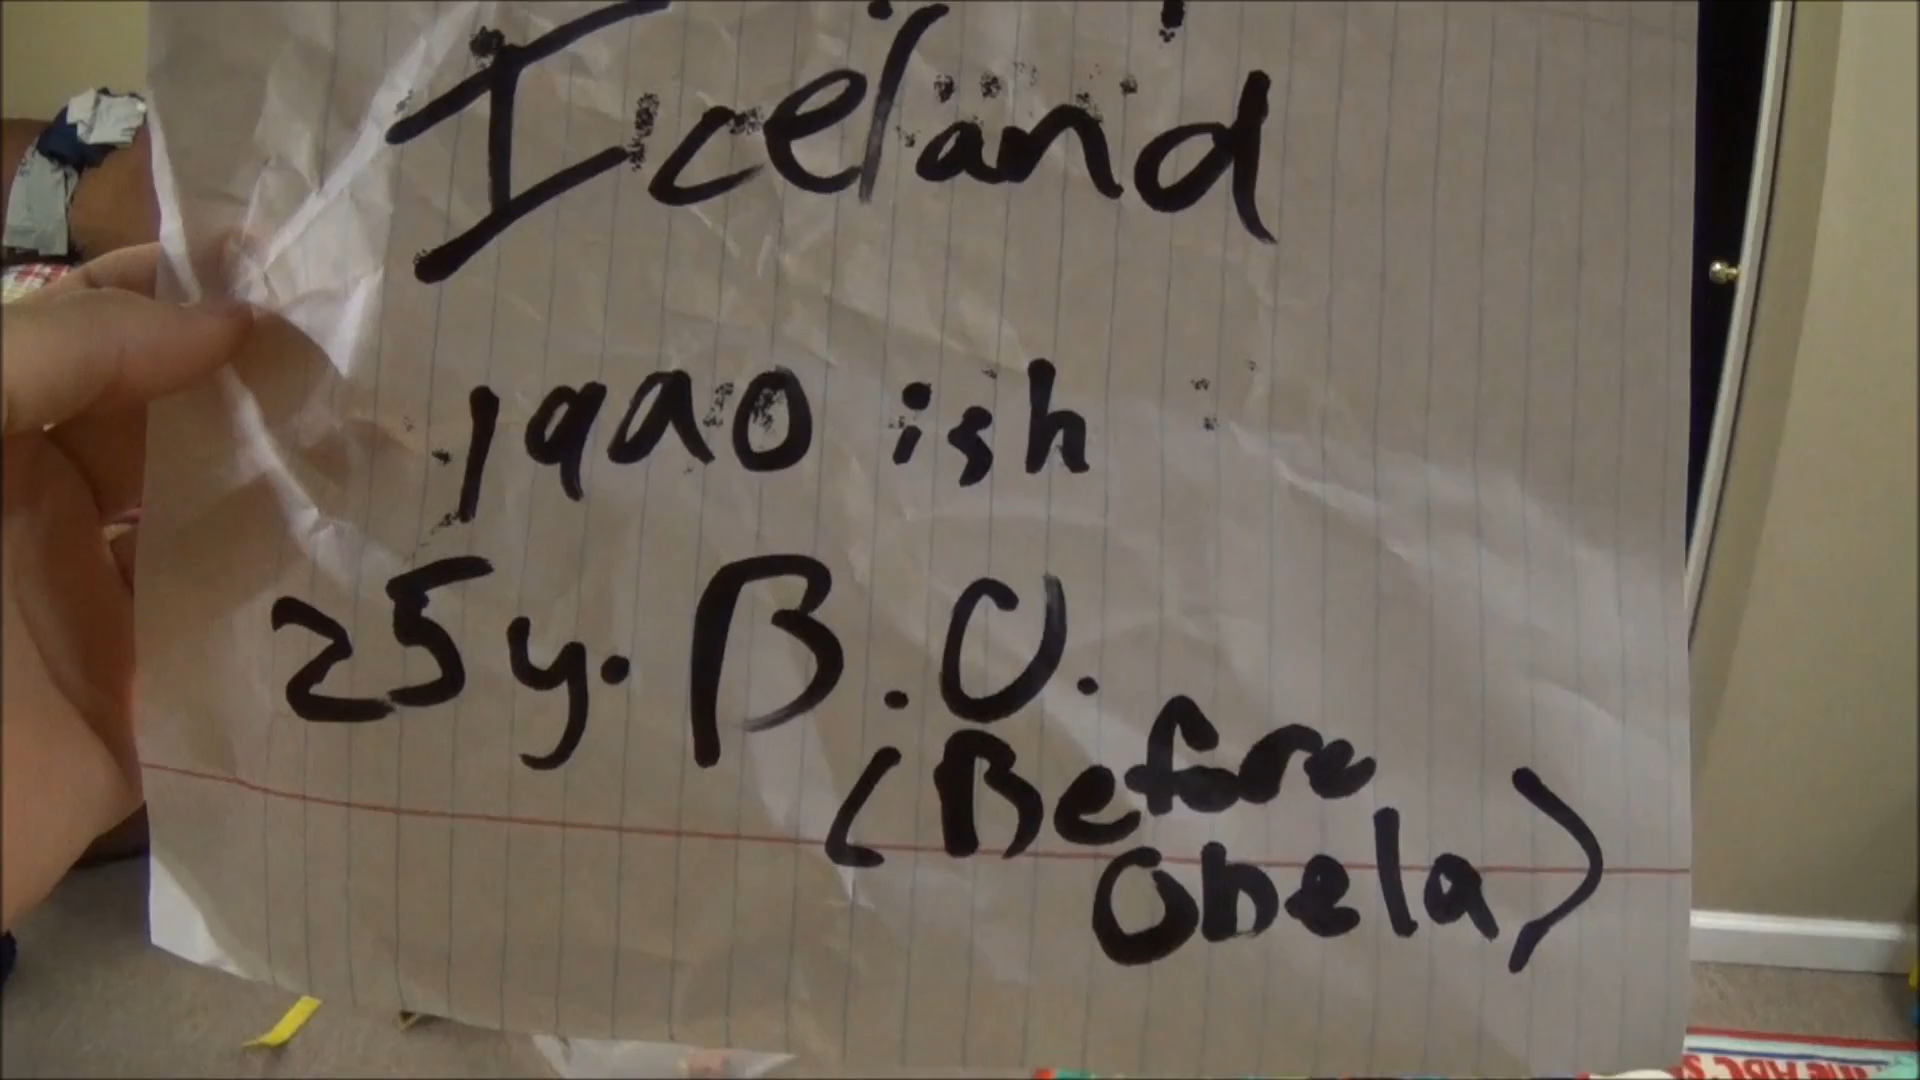 Iceland
1990 ish
25 y. B.O.
(Before
Obela)